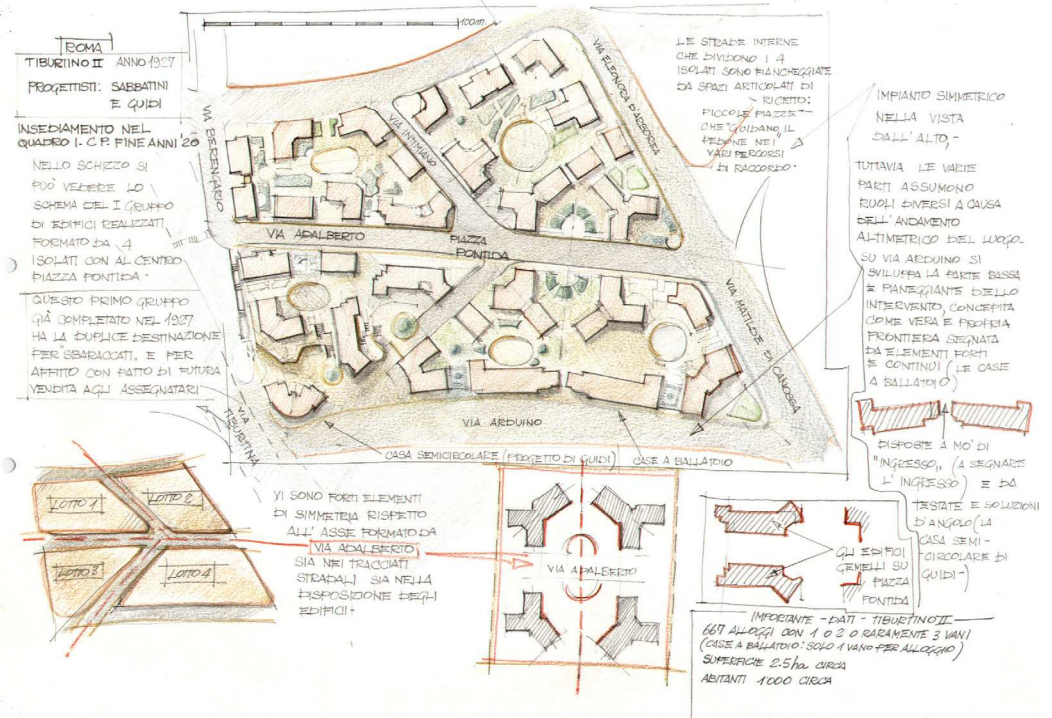 ROMA
TIBURTINO II ANNO 1927
PROGETTISTI: SABBATINI
E GUIDI
INSEDIAMENTO NEL
QUADRO I.C.P. FINE ANNI '20
NELLO SCHIZZO SI
PUO' VEDERE LO
SCHEMA DEL I GRUPPO
DI EDIFICI REALIZZATI
FORMATO DA 4
ISOLATI CON AL CENTRO
PIAZZA PONTIDA.
QUESTO PRIMO GRUPPO
GIÀ COMPLETATO NEL 1927
HA LA DUPLICE DESTINAZIONE
PER SBARACCATI, E PER
AFFITTO CON PATTO DI FUTURA
VENDITA AGLI ASSEGNATARI
100m.
VIA BERENGARIO
VIA INTIMIANO
VIA ELEONORA D'ARBOREA
VIA ADALBERTO
PIAZZA
PONTIDA
VIA MATILDE DI CANOSSA
VIA ARDUINO
VIA
TIBURTINA
CASA SEMICIRCOLARE (PROGETTO DI GUIDI)
CASE A BALLATOIO
LE STRADE INTERNE
CHE DIVIDONO I 4
ISOLATI SONO FIANCHEGGIATE
DA SPAZI ARTICOLATI DI
RICETTO:
PICCOLE PIAZZE
CHE GUIDANO IL
PEDONE NEI
VARI PERCORSI
DI RACCORDO.
IMPIANTO SIMMETRICO
NELLA VISTA
DALL'ALTO,-
TUTTAVIA LE VARIE
PARTI ASSUMONO
RUOLI DIVERSI A CAUSA
DELL'ANDAMENTO
ALTIMETRICO DEL LUOGO.
SU VIA ARDUINO SI
SVILUPPA LA PARTE BASSA
E PIANEGGIANTE DELLO
INTERVENTO, CONCEPITA
COME VERA E PROPRIA
FRONTIERA SEGNATA
DA ELEMENTI FORTI
E CONTINUI (LE CASE
A BALLATOIO)
DISPOSTE A MO' DI
"INGRESSO,, (A SEGNARE
L'INGRESSO) E DA
TESTATE E SOLUZIONI
D'ANGOLO (LA
CASA SEMI-
CIRCOLARE DI
GUIDI-)
LOTTO 1
LOTTO 2
LOTTO 3
LOTTO 4
VI SONO FORTI ELEMENTI
DI SIMMETRIA RISPETTO
ALL'ASSE FORMATO DA
VIA ADALBERTO
SIA NEI TRACCIATI
STRADALI SIA NELLA
DISPOSIZIONE DEGLI
EDIFICI-
VIA ADALBERTO
GLI EDIFICI
GEMELLI SU
PIAZZA
PONTIDA
IMPORTANTE - DATI - TIBURTINO II
667 ALLOGGI CON 1 O 2 O RARAMENTE 3 VANI
(CASE A BALLATOIO: SOLO 1 VANO PER ALLOGGIO)
SUPERFICIE 2.5 ha CIRCA
ABITANTI 1000 CIRCA